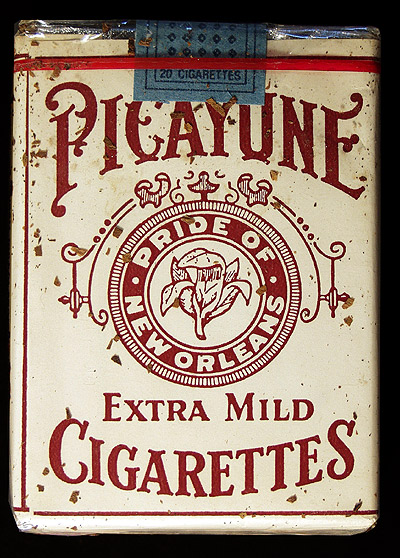 20 CIGARETTES
PICAYUNE
PRIDE OF
NEW ORLEANS
EXTRA MILD
CIGARETTES